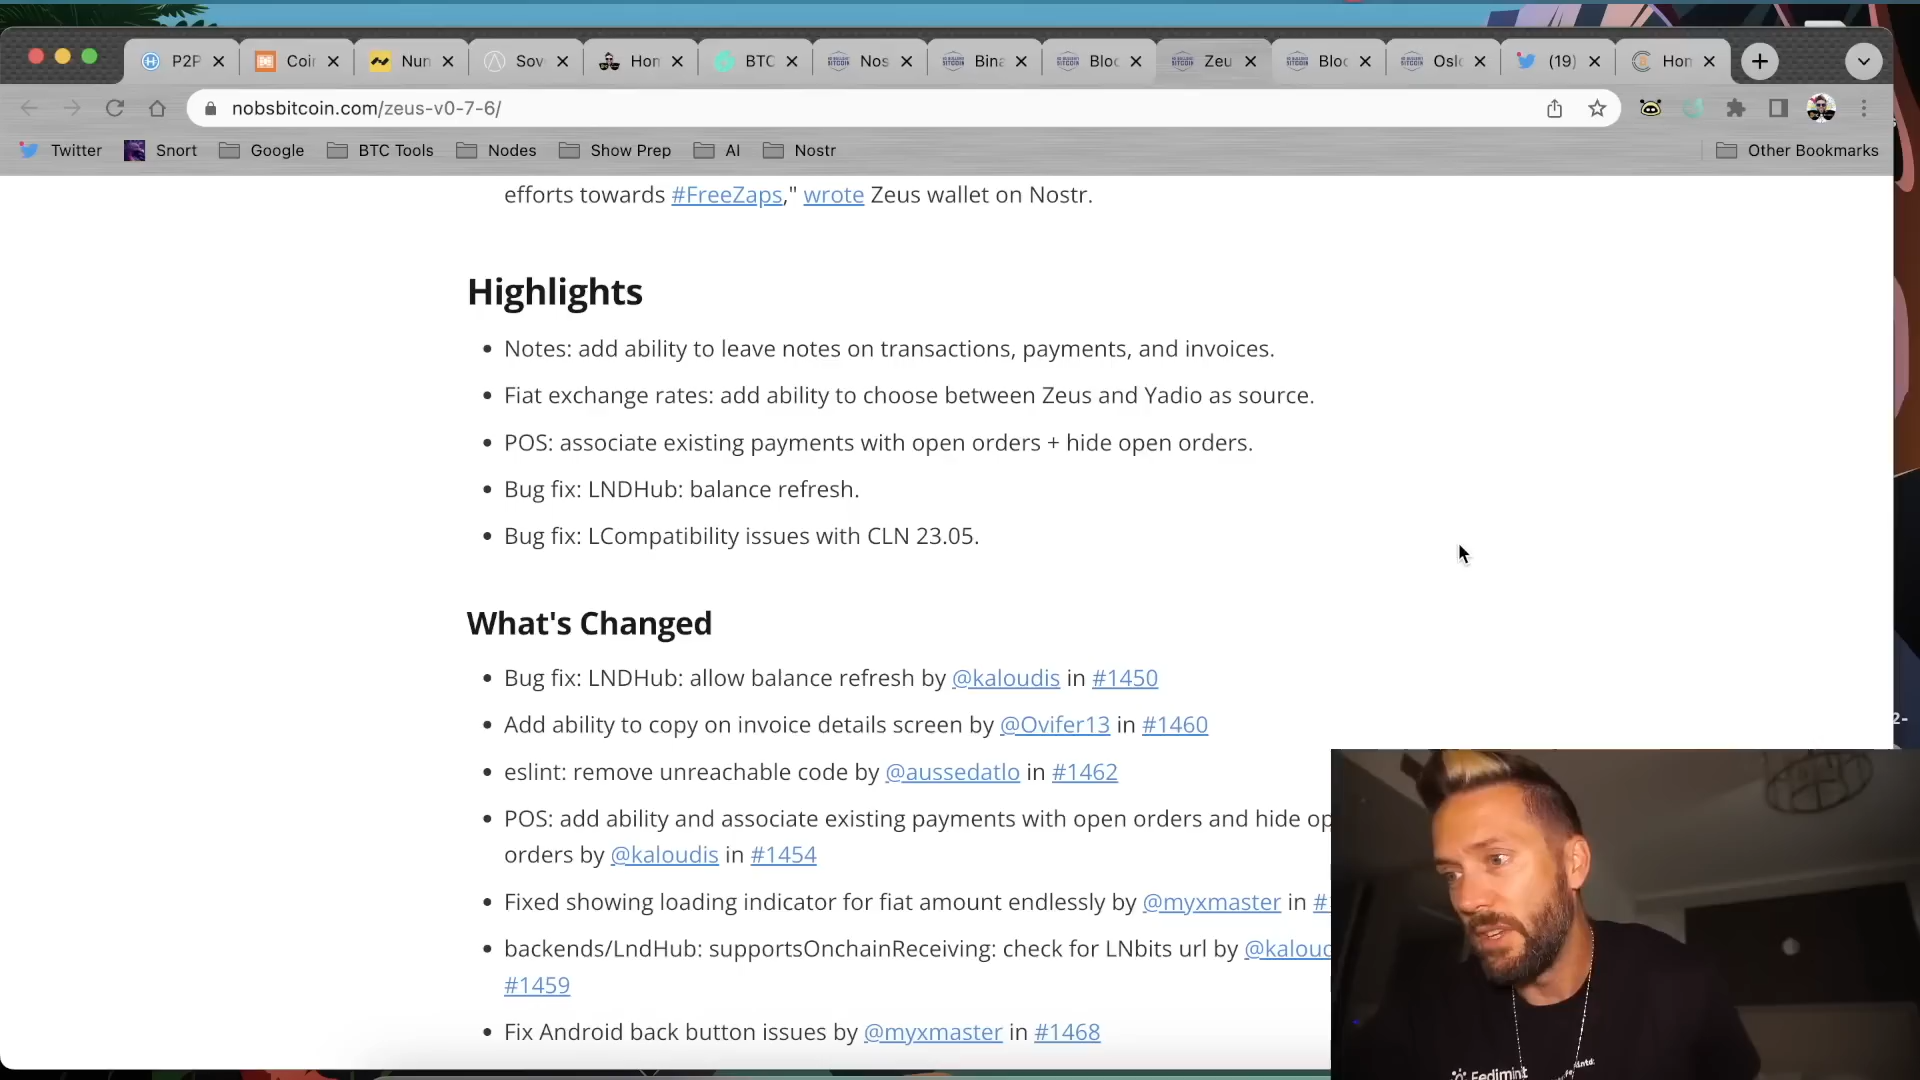 P2P
Coin
Nun
Sov
Hon
BTC
Nos
Bina
Bloc
Zeu
Bloc
Oslo
(19)
Hon
nobsbitcoin.com/zeus-v0-7-6/
Twitter
Snort
Google
BTC Tools
Nodes
Show Prep
AI
Nostr
Other Bookmarks
efforts towards #FreeZaps," wrote Zeus wallet on Nostr.
Highlights
• Notes: add ability to leave notes on transactions, payments, and invoices.
• Fiat exchange rates: add ability to choose between Zeus and Yadio as source.
• POS: associate existing payments with open orders + hide open orders.
• Bug fix: LNDHub: balance refresh.
• Bug fix: LCompatibility issues with CLN 23.05.
What's Changed
• Bug fix: LNDHub: allow balance refresh by @kaloudis in #1450
• Add ability to copy on invoice details screen by @Ovifer13 in #1460
• eslint: remove unreachable code by @aussedatlo in #1462
• POS: add ability and associate existing payments with open orders and hide op
orders by @kaloudis in #1454
• Fixed showing loading indicator for fiat amount endlessly by @myxmaster in #
• backends/LndHub: supportsOnchainReceiving: check for LNbits url by @kalouc
#1459
• Fix Android back button issues by @myxmaster in #1468
2-
Fedimint